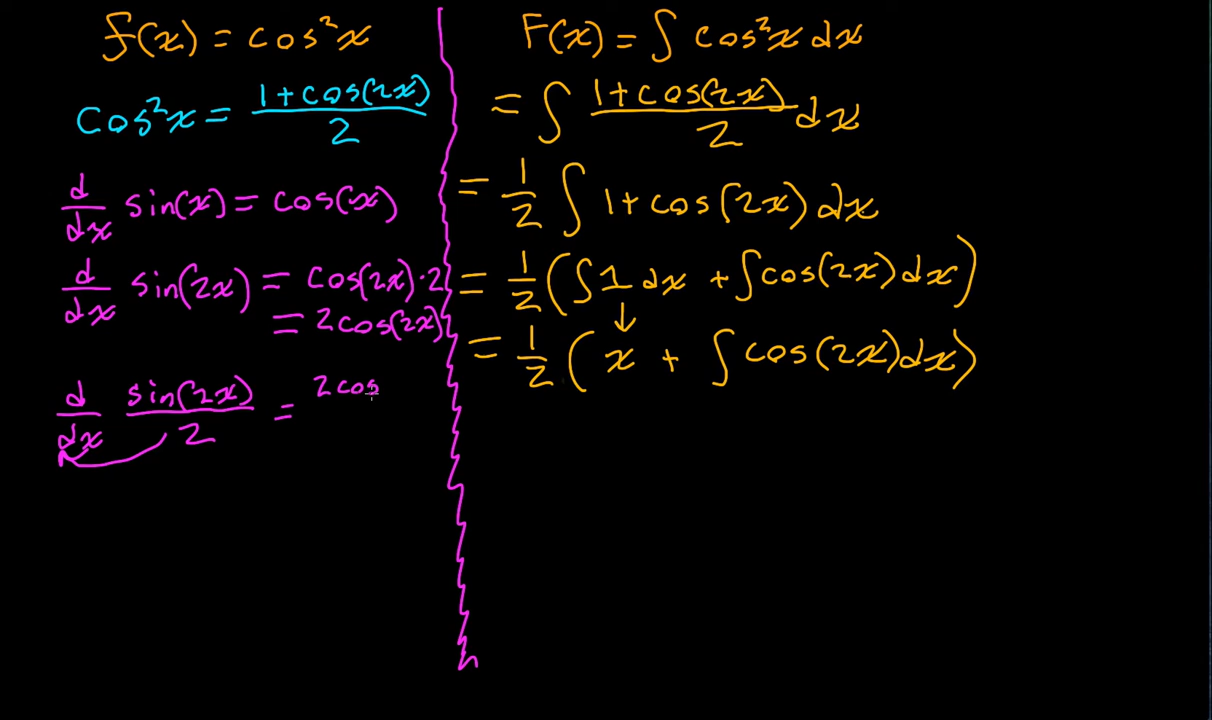 f(x) = cos²x
cos²x = (1+cos(2x))/2
d/dx sin(x) = cos(x)
d/dx sin(2x) = cos(2x)·2
= 2cos(2x)
d/dx sin(2x)/2 = 2cos
F(x) = ∫ cos²x dx
= ∫ (1+cos(2x))/2 dx
= 1/2 ∫ 1+cos(2x) dx
= 1/2 (∫ 1 dx + ∫cos(2x) dx)
↓
= 1/2 ( x + ∫ cos(2x)dx)